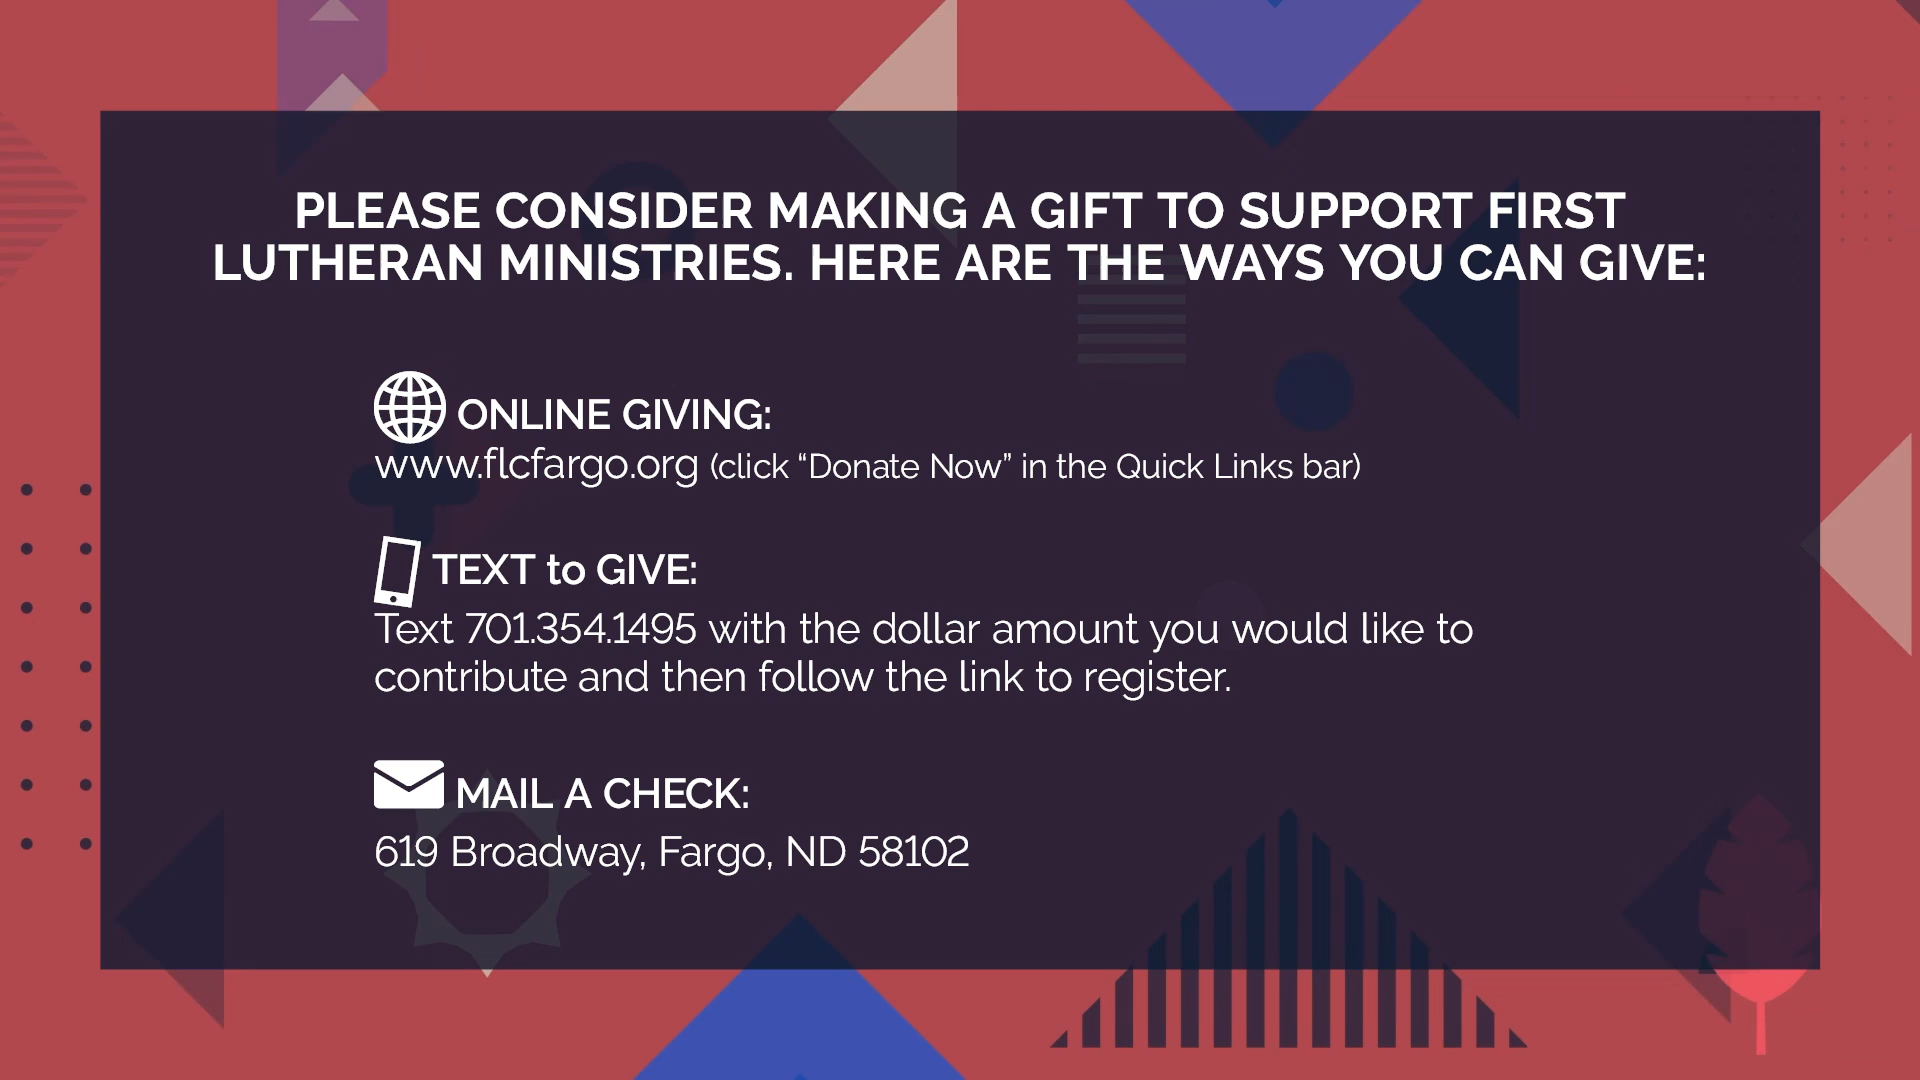 PLEASE CONSIDER MAKING A GIFT TO SUPPORT FIRST
LUTHERAN MINISTRIES. HERE ARE THE WAYS YOU CAN GIVE:
ONLINE GIVING:
www.flcfargo.org (click “Donate Now” in the Quick Links bar)
TEXT to GIVE:
Text 701.354.1495 with the dollar amount you would like to
contribute and then follow the link to register.
MAIL A CHECK:
619 Broadway, Fargo, ND 58102